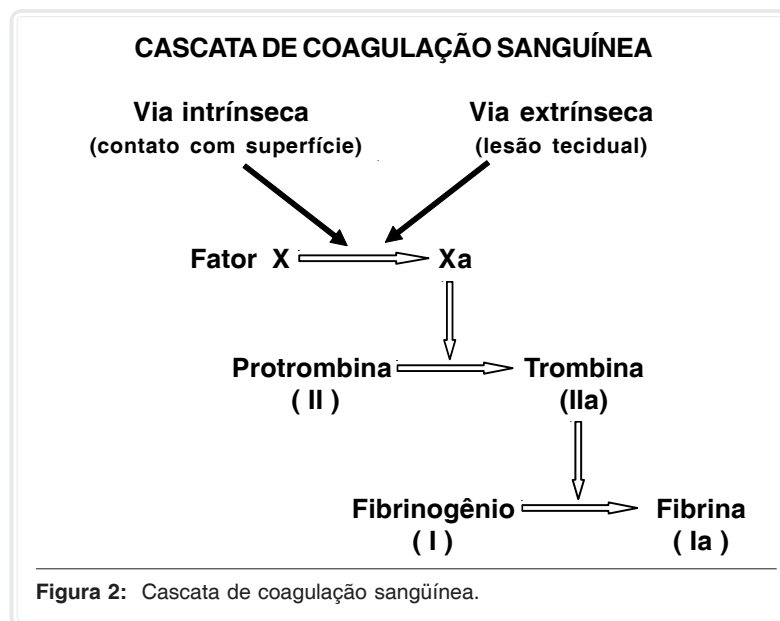 CASCATA DE COAGULAÇÃO SANGUÍNEA
Via intrínseca
(contato com superfície)
Via extrínseca
(lesão tecidual)
Fator X
Xa
Protrombina
( II )
Trombina
(IIa)
Fibrinogênio
( I )
Fibrina
( Ia )
Figura 2: Cascata de coagulação sangüínea.